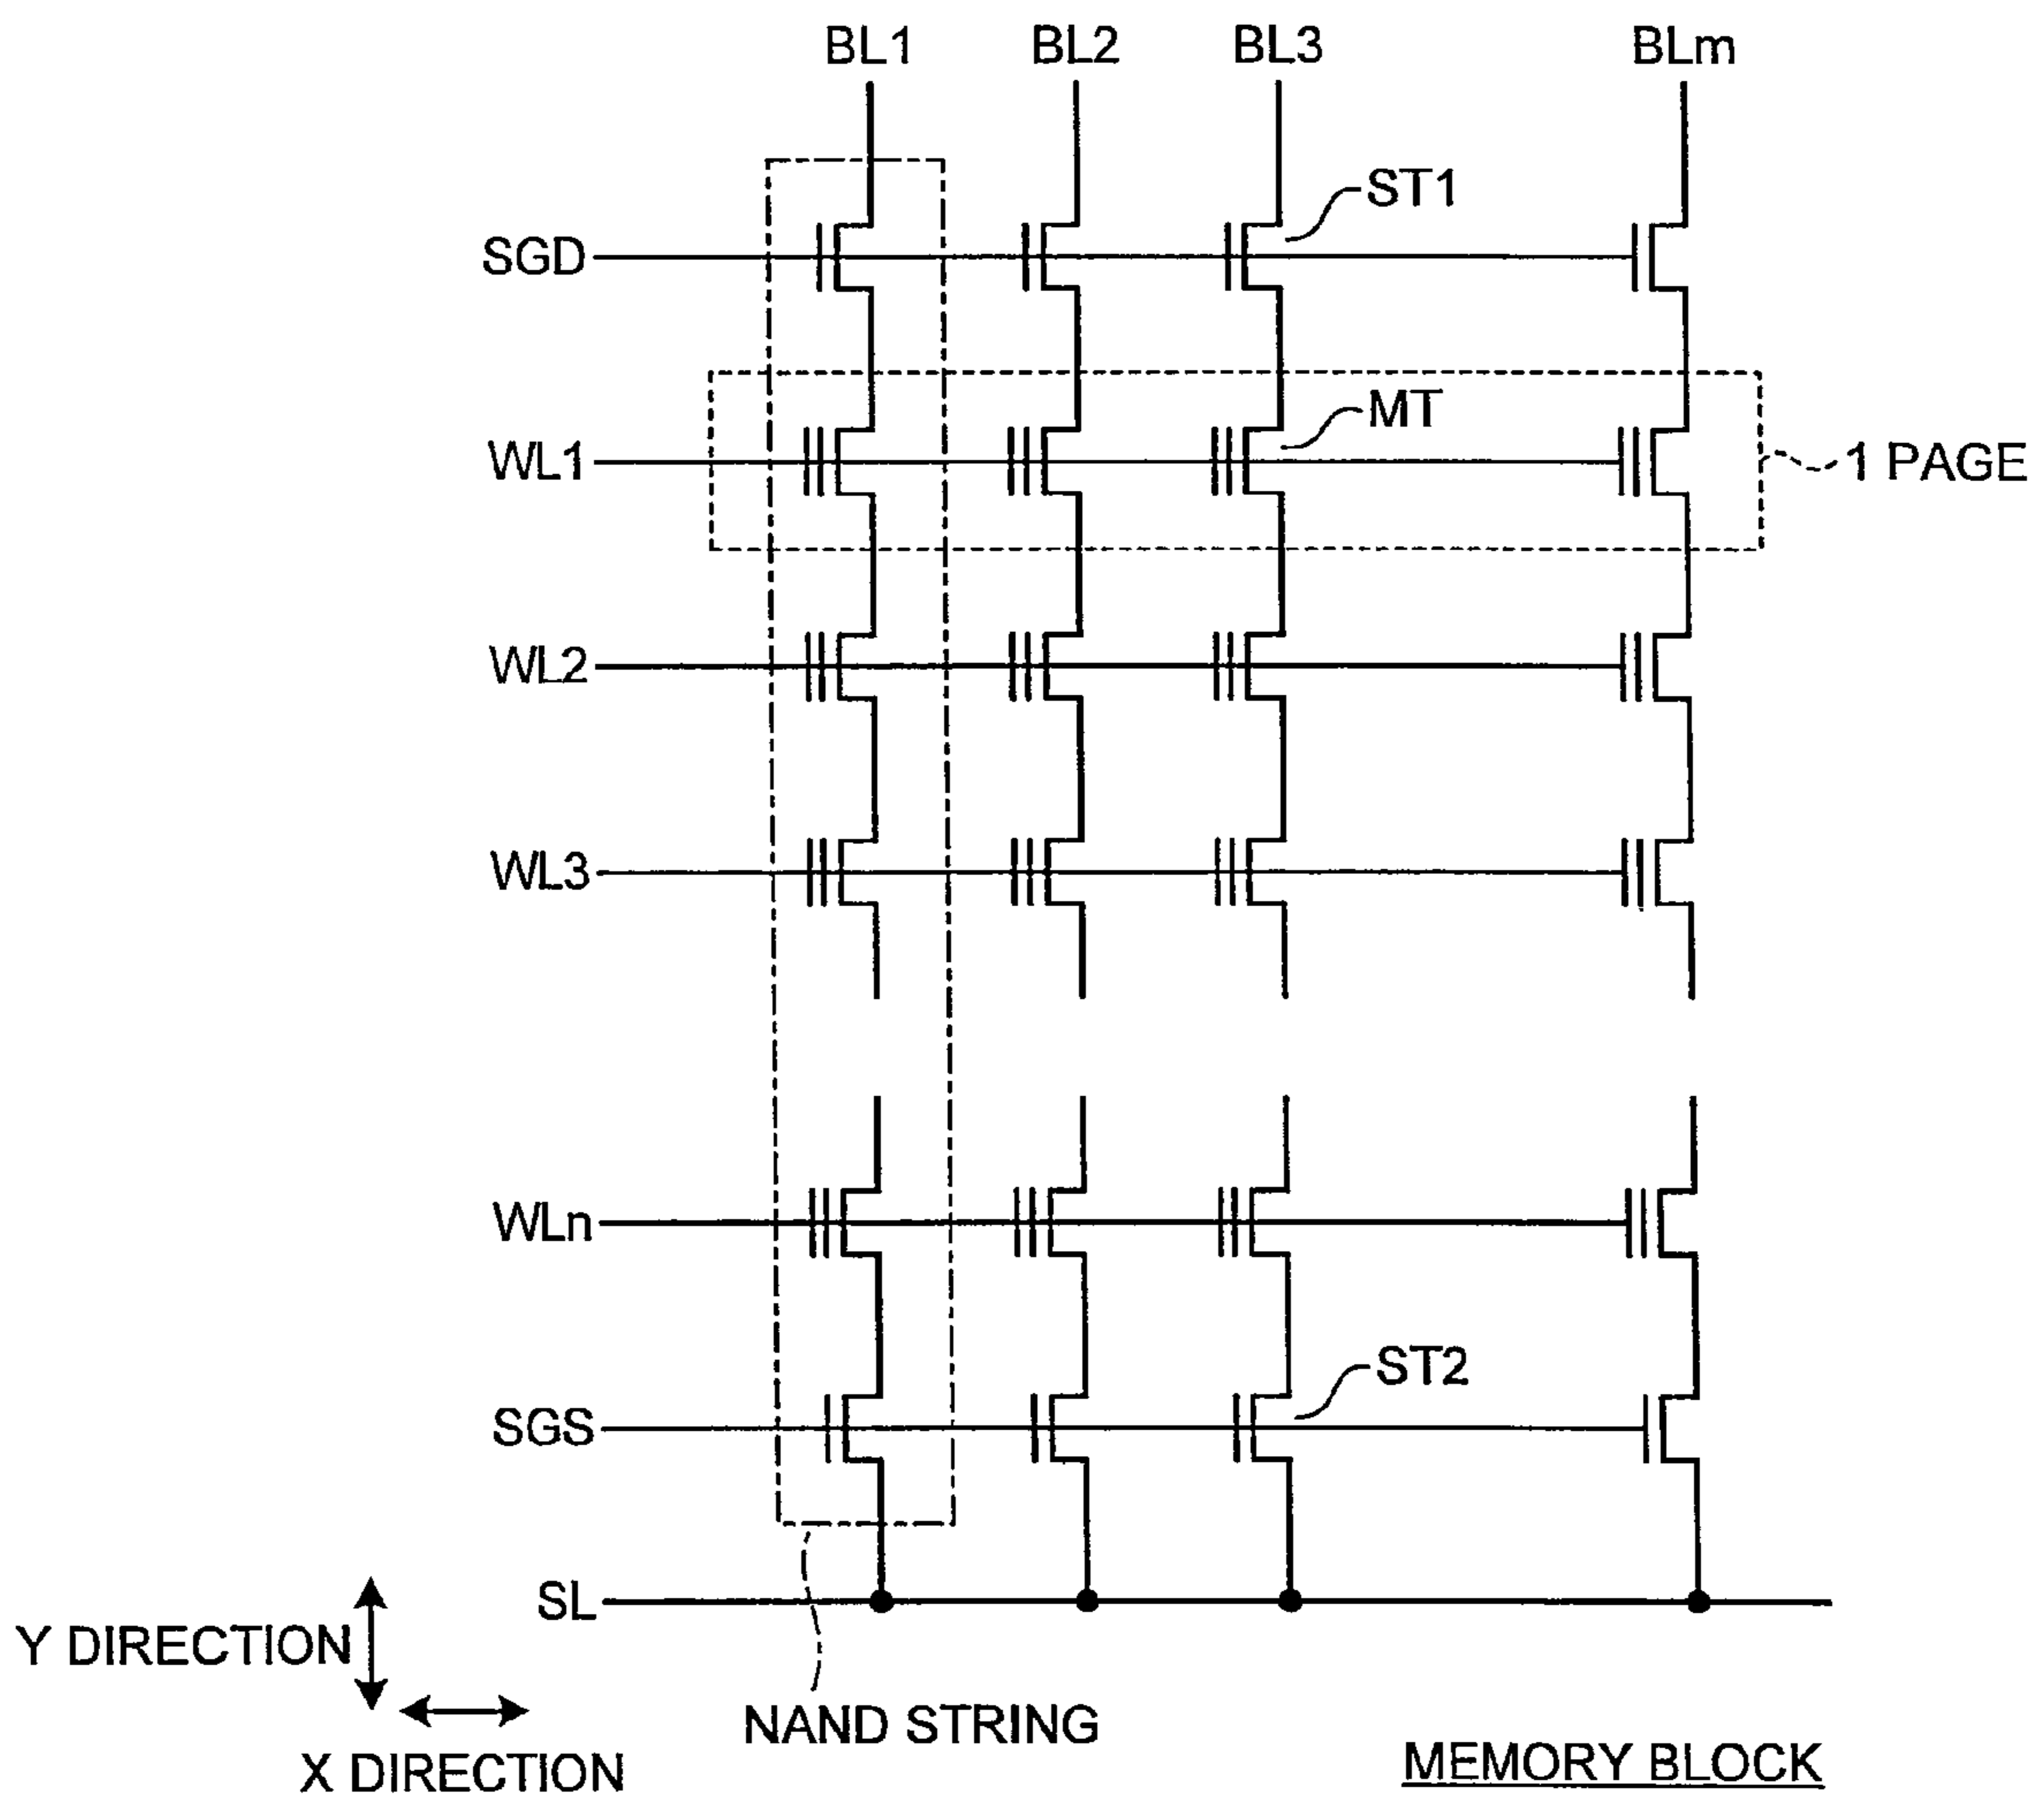 BL1 BL2 BL3 BLm
ST1
SGD
MT
WL1
1 PAGE
WL2
WL3
WLn
ST2
SGS
SL
Y DIRECTION
NAND STRING
X DIRECTION
MEMORY BLOCK